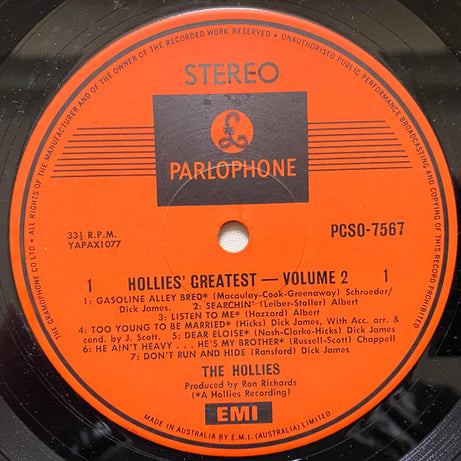 THE GRAMOPHONE CO LTD • ALL RIGHTS OF THE MANUFACTURER AND OF THE OWNER OF THE RECORDED WORK RESERVED • UNAUTHORISED PUBLIC PERFORMANCE BROADCASTING AND COPYING OF THIS RECORD PROHIBITED
STEREO
£
PARLOPHONE
33⅓ R.P.M.
YAPAX1077
PCSO-7567
1 HOLLIES' GREATEST — VOLUME 2 1
1: GASOLINE ALLEY BRED* (Macaulay-Cook-Greenaway) Schroeder/
Dick James. 2: SEARCHIN' (Leiber-Stoller) Albert
3: LISTEN TO ME* (Hazzard) Albert
4: TOO YOUNG TO BE MARRIED* (Hicks) Dick James, With Acc. arr. &
cond. by J. Scott. 5: DEAR ELOISE* (Nash-Clarke-Hicks) Dick James
6: HE AIN'T HEAVY . . . HE'S MY BROTHER* (Russell-Scott) Chappell
7: DON'T RUN AND HIDE (Ransford) Dick James
THE HOLLIES
Produced by Ron Richards
(*A Hollies Recording)
EMI
MADE IN AUSTRALIA BY E.M.I. (AUSTRALIA) LIMITED